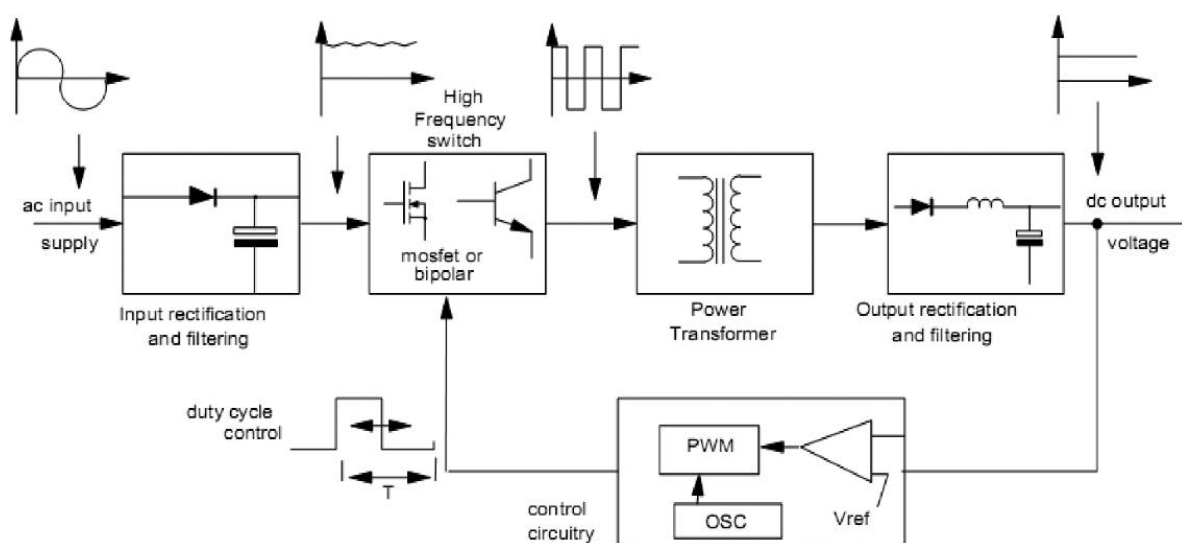 High
Frequency
switch
ac input
supply
mosfet or
bipolar
dc output
voltage
Input rectification
and filtering
Power
Transformer
Output rectification
and filtering
duty cycle
control
T
PWM
OSC
Vref
control
circuitry